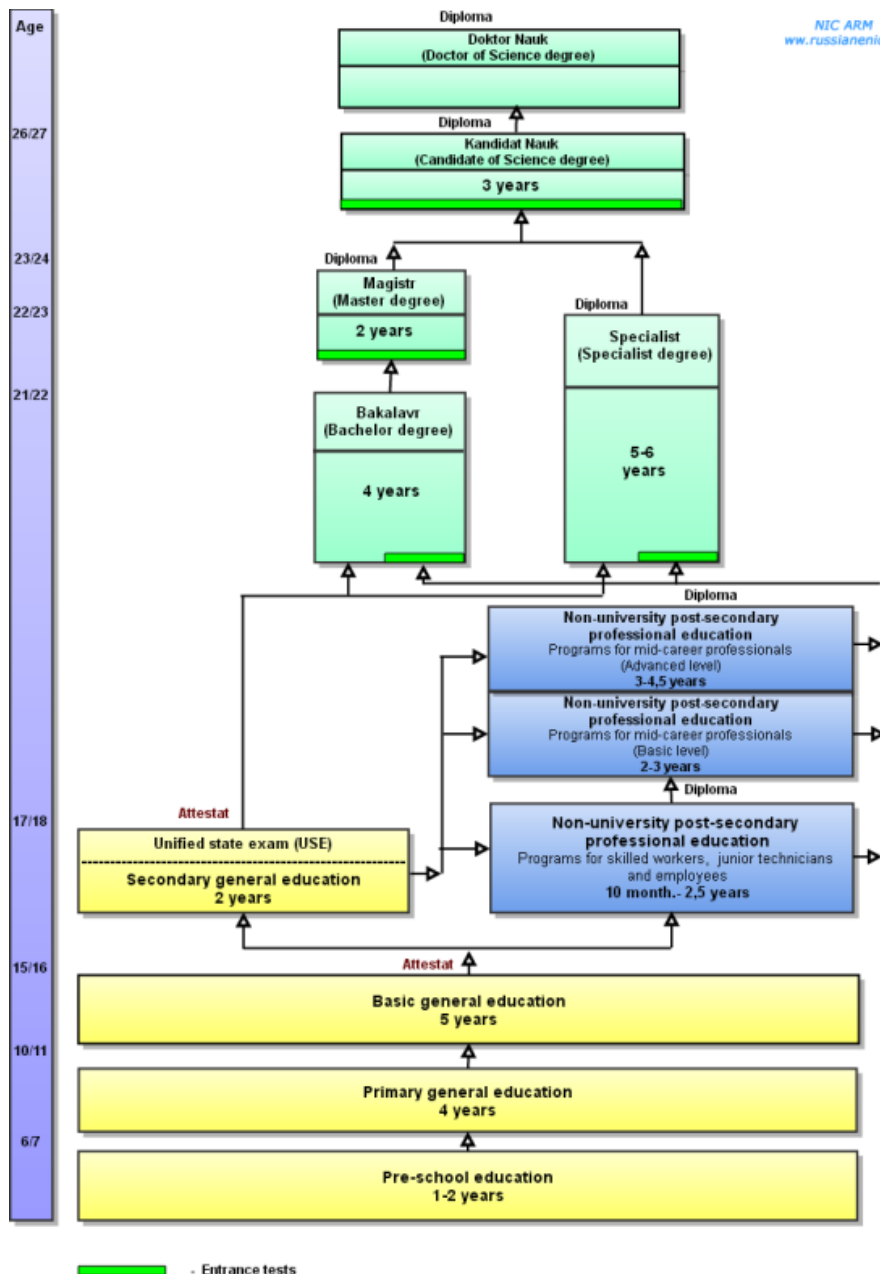 Age
NIC ARM
ww.russianenic
Diploma
Doktor Nauk
(Doctor of Science degree)
26/27
Diploma
Kandidat Nauk
(Candidate of Science degree)
3 years
23/24
Diploma
Magistr
(Master degree)
2 years
22/23
Diploma
Specialist
(Specialist degree)
5-6
years
21/22
Bakalavr
(Bachelor degree)
4 years
Diploma
Non-university post-secondary
professional education
Programs for mid-career professionals
(Advanced level)
3-4,5 years
Non-university post-secondary
professional education
Programs for mid-career professionals
(Basic level)
2-3 years
Diploma
17/18
Attestat
Unified state exam (USE)
Secondary general education
2 years
Non-university post-secondary
professional education
Programs for skilled workers, junior technicians
and employees
10 month.- 2,5 years
15/16
Attestat
Basic general education
5 years
10/11
Primary general education
4 years
6/7
Pre-school education
1-2 years
- Entrance tests